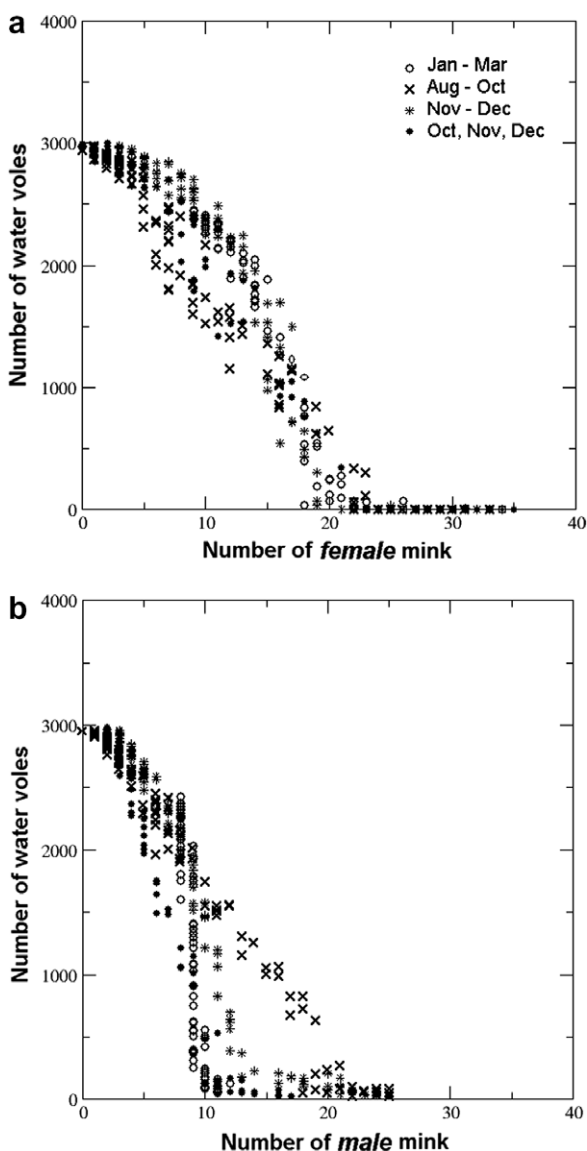 a
4000
Jan - Mar
Aug - Oct
Nov - Dec
Oct, Nov, Dec
3000
2000
1000
0
Number of water voles
0 10 20 30 40
Number of female mink
b
4000
3000
2000
1000
0
Number of water voles
0 10 20 30 40
Number of male mink